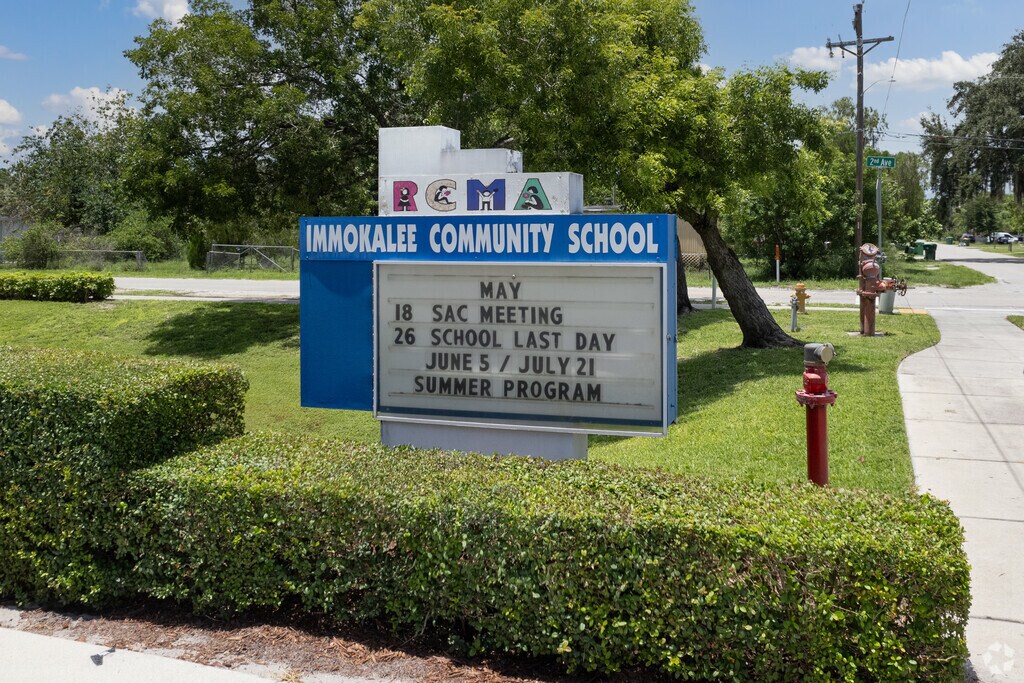 RCMA
IMMOKALEE COMMUNITY SCHOOL
MAY
18 SAC MEETING
26 SCHOOL LAST DAY
JUNE 5 / JULY 21
SUMMER PROGRAM
2nd Ave